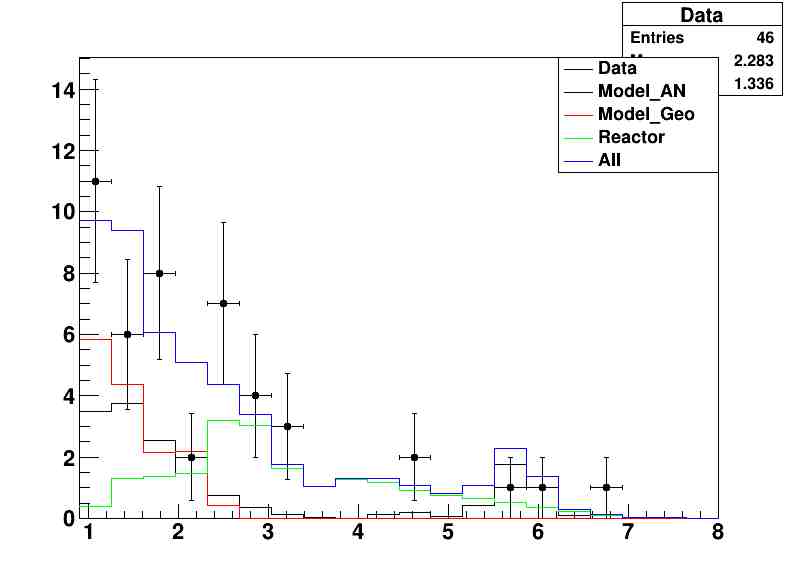 Data
Entries 46
2.283
1.336
Data
Model_AN
Model_Geo
Reactor
All
14
12
10
8
6
4
2
0
1 2 3 4 5 6 7 8